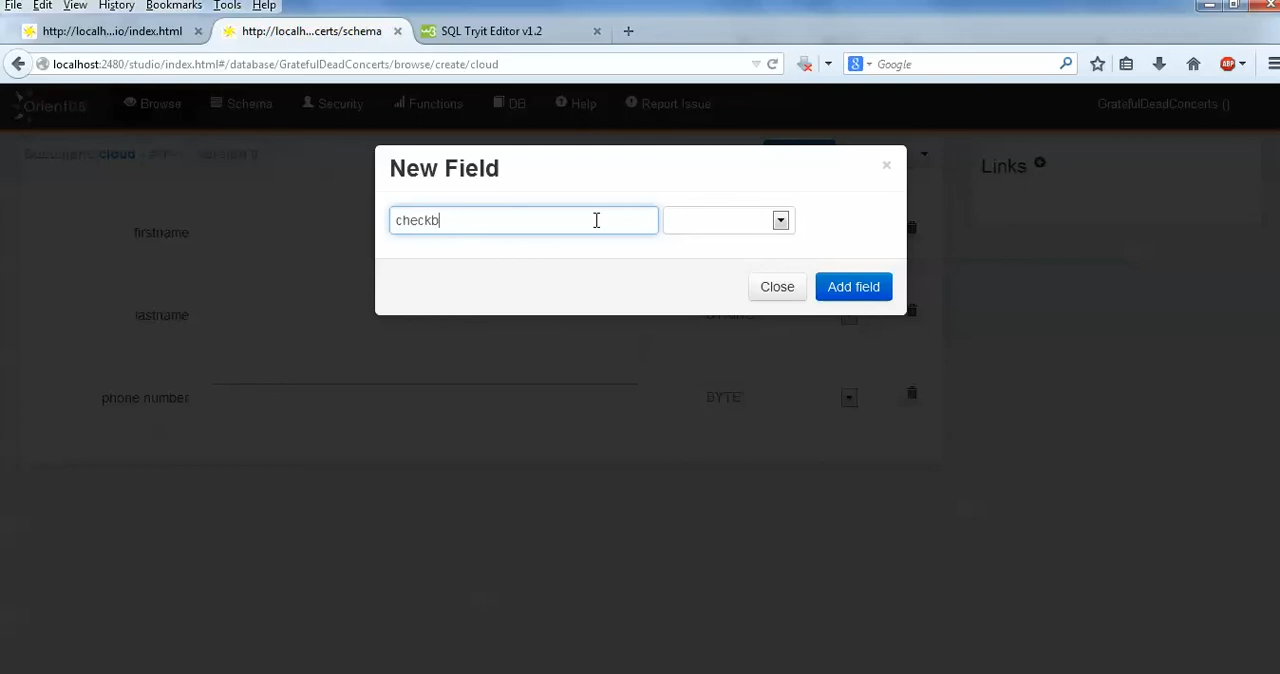 File Edit View History Bookmarks Tools Help
http://localh...io/index.html × http://localh...certs/schema × SQL Tryit Editor v1.2 × +
localhost:2480/studio/index.html#/database/GratefulDeadConcerts/browse/create/cloud Google ABP
Browse Schema Security Functions DB Help Report Issue GratefulDeadConcerts ()
cloud
Links
New Field ×
checkb
Close Add field
firstname
lastname
phone number BYTE